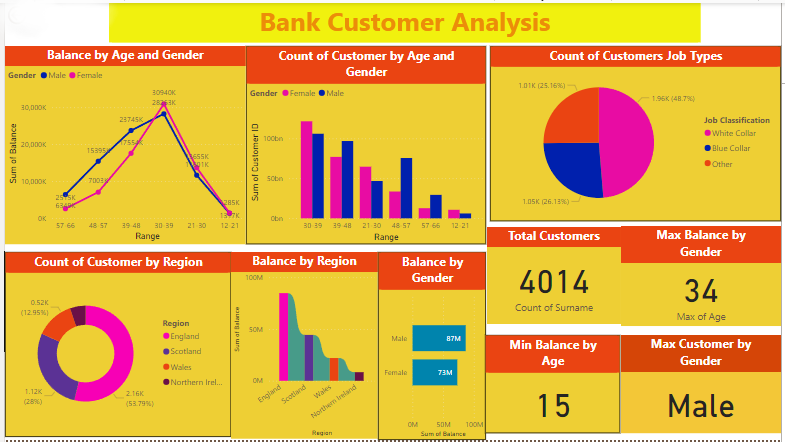 Bank Customer Analysis
Balance by Age and Gender
Gender Male Female
Sum of Balance
30,000K
20,000K
10,000K
0K
30940K
23745K
17554K
15395K
7003K
57-66 48-57 39-48 30-39 21-30 12-21
Range
Count of Customer by Age and
Gender
Gender Female Male
Sum of Customer ID
100bn
50bn
0bn
30-39 39-48 21-30 48-57 57-66 12-21
Range
Count of Customers Job Types
1.01K (25.16%)
1.96K (48.7%)
1.05K (26.13%)
Job Classification
White Collar
Blue Collar
Other
Total Customers
4014
Count of Surname
Max Balance by
Gender
34
Max of Age
Count of Customer by Region
0.52K
(12.95%)
1.12K
(28%)
2.16K
(53.79%)
Region
England
Scotland
Wales
Northern Irel...
Balance by Region
Sum of Balance
100M
50M
0M
England
Scotland
Wales
Northern Ireland
Region
Balance by
Gender
Male 87M
Female 73M
0M 50M 100M
Sum of Balance
Min Balance by
Age
15
Max Customer by
Gender
Male